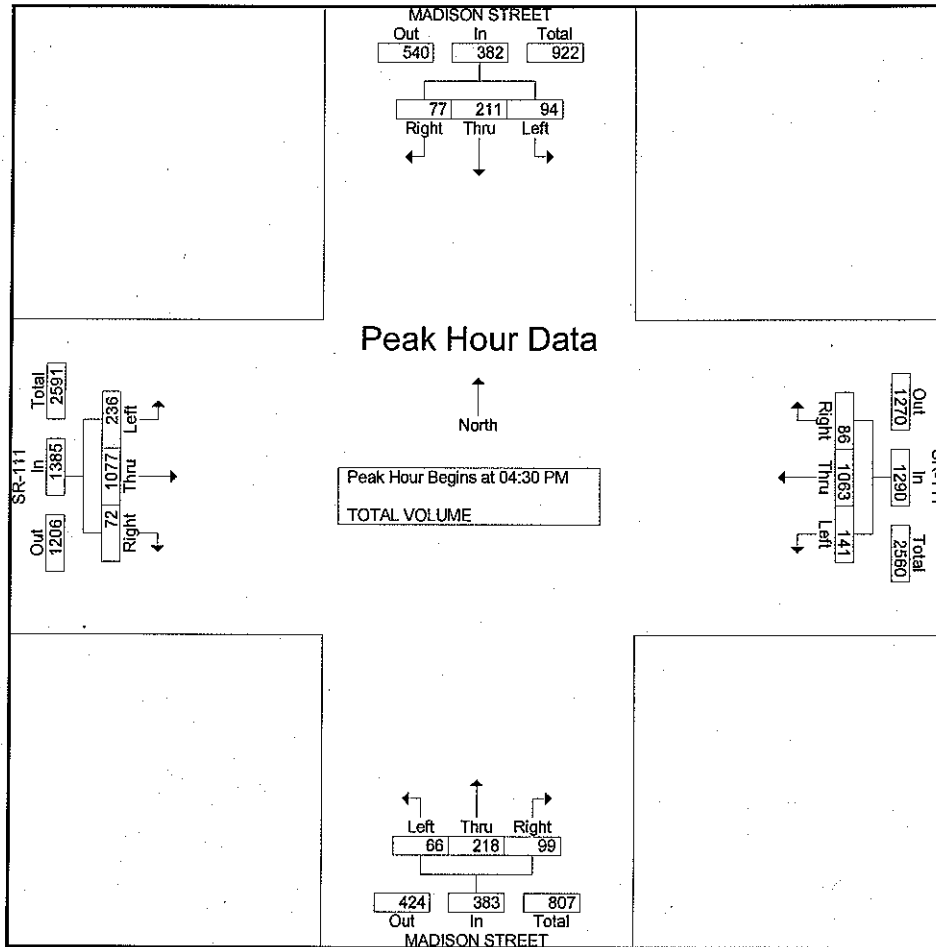 MADISON STREET
Out In Total
540 382 922
77 211 94
Right Thru Left
Peak Hour Data
North
Peak Hour Begins at 04:30 PM
TOTAL VOLUME
SR-111
Total In Out
2591 1385 1206
236 1077 72
Left Thru Right
Out In Total
1270 1290 2560
86 1063 141
Right Thru Left
Left Thru Right
66 218 99
424 383 807
Out In Total
MADISON STREET